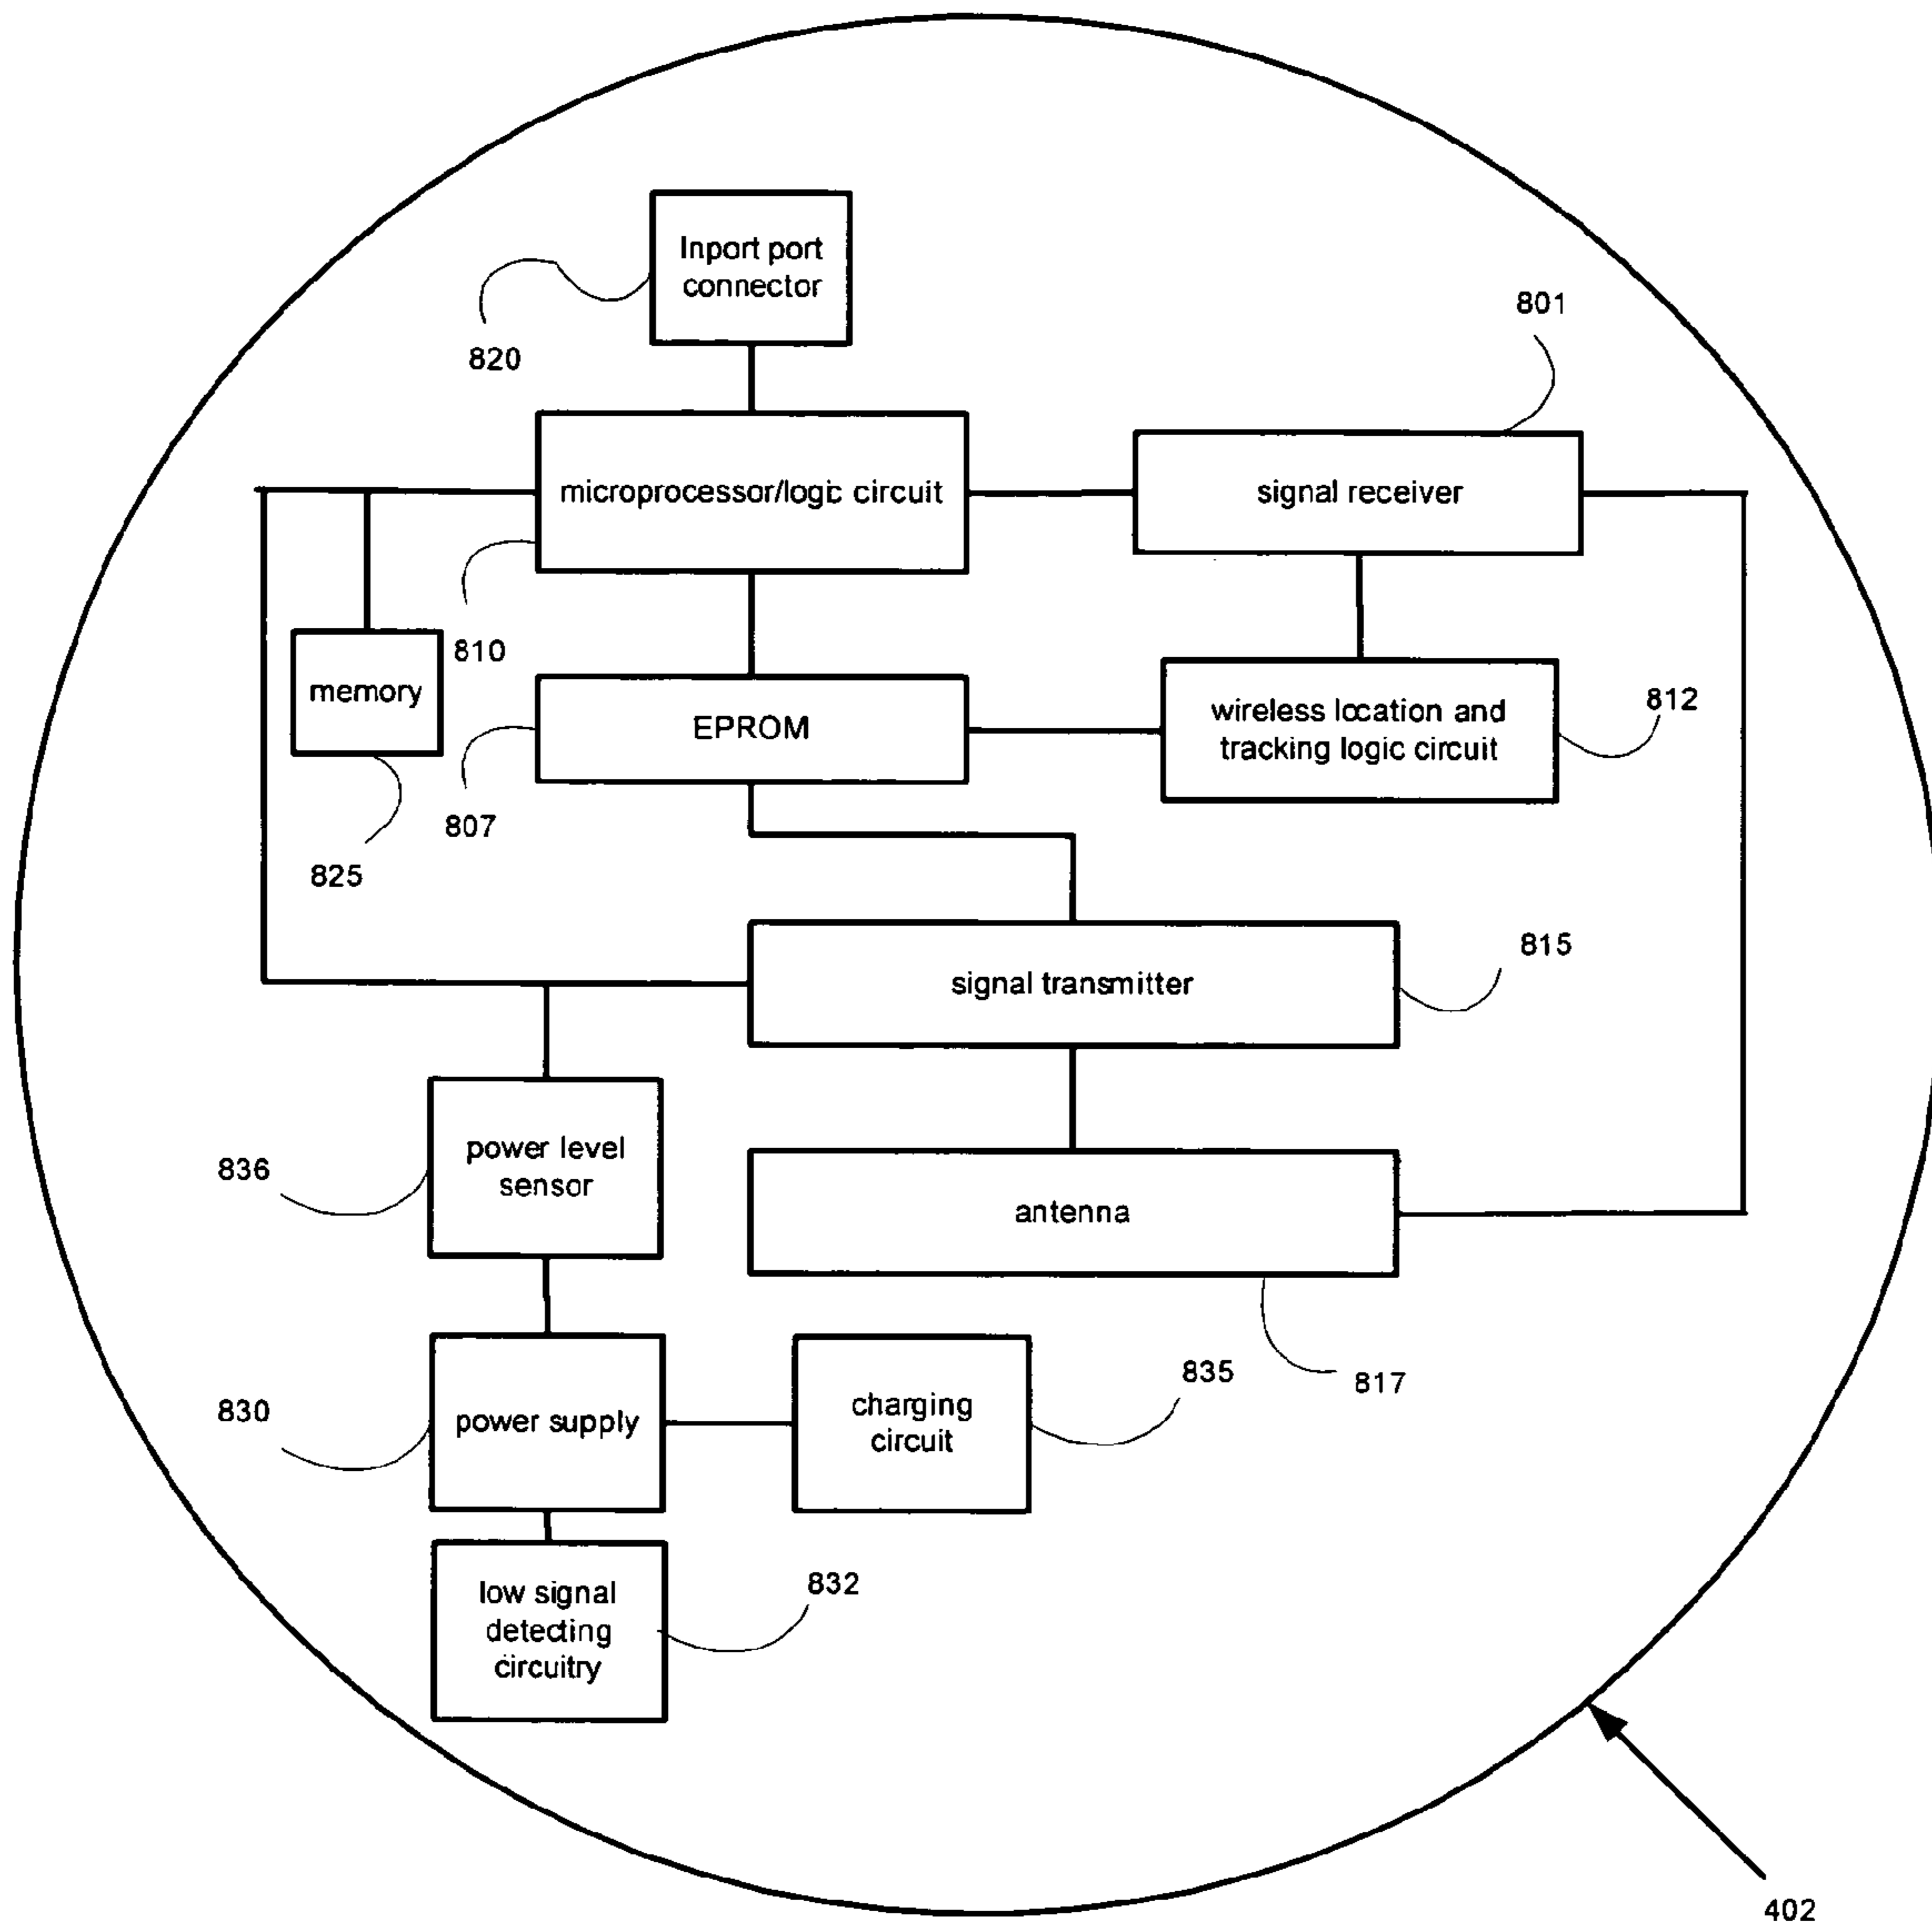 Inport port
connector
820
801
microprocessor/logic circuit
signal receiver
810
memory
825
EPROM
807
wireless location and
tracking logic circuit
812
signal transmitter
815
power level
sensor
836
antenna
817
power supply
830
charging
circuit
835
low signal
detecting
circuitry
832
402